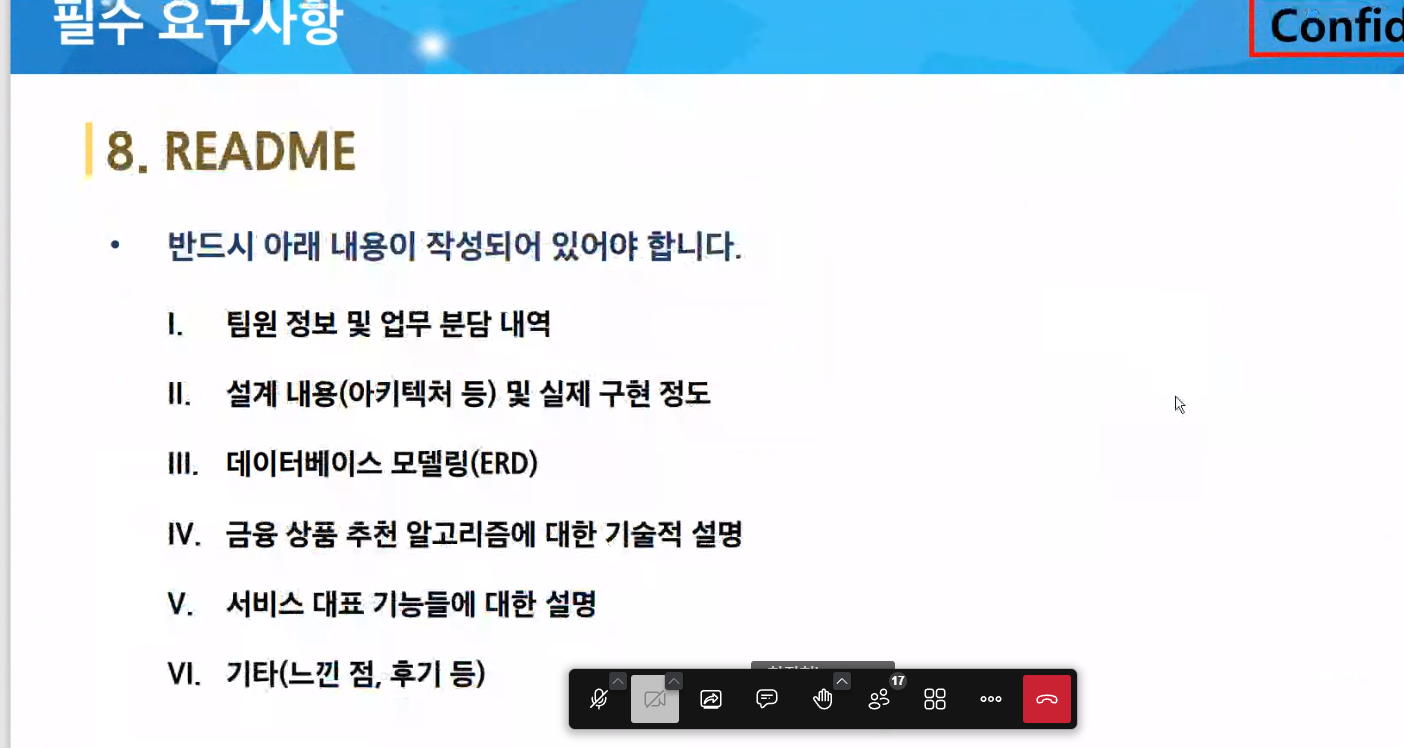 필수 요구사항
Confid
8. README
• 반드시 아래 내용이 작성되어 있어야 합니다.
I. 팀원 정보 및 업무 분담 내역
II. 설계 내용(아키텍처 등) 및 실제 구현 정도
III. 데이터베이스 모델링(ERD)
IV. 금융 상품 추천 알고리즘에 대한 기술적 설명
V. 서비스 대표 기능들에 대한 설명
VI. 기타(느낀 점, 후기 등)
17